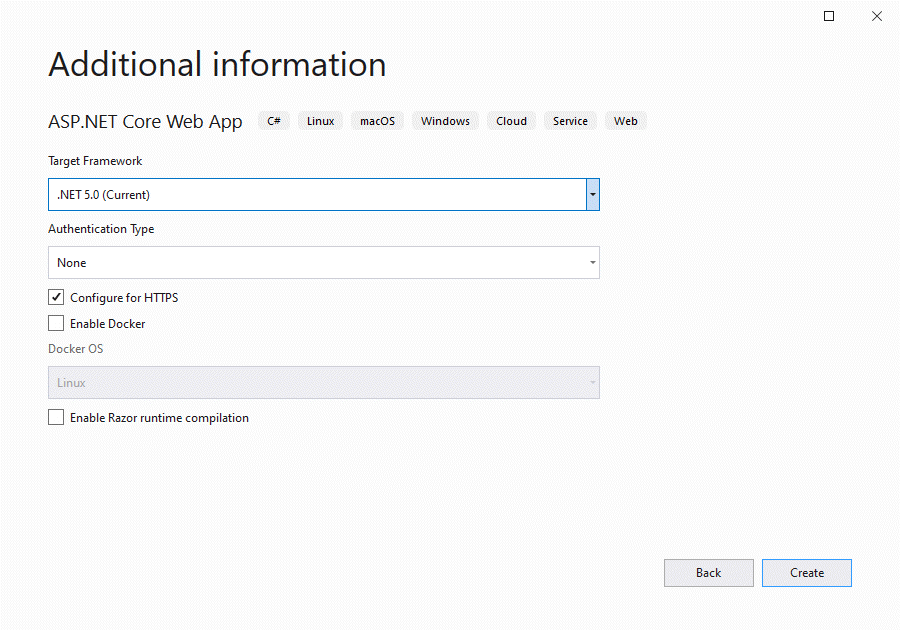 Additional information
ASP.NET Core Web App C# Linux macOS Windows Cloud Service Web
Target Framework
.NET 5.0 (Current)
Authentication Type
None
Configure for HTTPS
Enable Docker
Docker OS
Linux
Enable Razor runtime compilation
Back Create